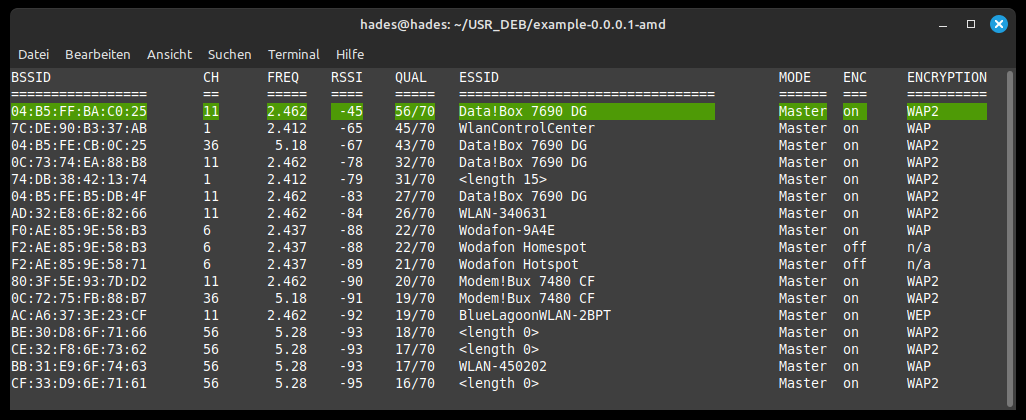 hades@hades: ~/USR_DEB/example-0.0.0.1-amd
Datei Bearbeiten Ansicht Suchen Terminal Hilfe
BSSID CH FREQ RSSI QUAL ESSID MODE ENC ENCRYPTION
================= == ===== ==== ===== ================================ ====== === ==========
04:B5:FF:BA:C0:25 11 2.462 -45 56/70 Data!Box 7690 DG Master on WAP2
7C:DE:90:B3:37:AB 1 2.412 -65 45/70 WlanControlCenter Master on WAP
04:B5:FE:CB:0C:25 36 5.18 -67 43/70 Data!Box 7690 DG Master on WAP2
0C:73:74:EA:88:B8 11 2.462 -78 32/70 Data!Box 7690 DG Master on WAP2
74:DB:38:42:13:74 1 2.412 -79 31/70 <length 15> Master on WAP2
04:B5:FE:B5:DB:4F 11 2.462 -83 27/70 Data!Box 7690 DG Master on WAP2
AD:32:E8:6E:82:66 11 2.462 -84 26/70 WLAN-340631 Master on WAP2
F0:AE:85:9E:58:B3 6 2.437 -88 22/70 Wodafon-9A4E Master on WAP
F2:AE:85:9E:58:B3 6 2.437 -88 22/70 Wodafon Homespot Master off n/a
F2:AE:85:9E:58:71 6 2.437 -89 21/70 Wodafon Hotspot Master off n/a
80:3F:5E:93:7D:D2 11 2.462 -90 20/70 Modem!Bux 7480 CF Master on WAP2
0C:72:75:FB:88:B7 36 5.18 -91 19/70 Modem!Bux 7480 CF Master on WAP2
AC:A6:37:3E:23:CF 11 2.462 -92 19/70 BlueLagoonWLAN-2BPT Master on WEP
BE:30:D8:6F:71:66 56 5.28 -93 18/70 <length 0> Master on WAP2
CE:32:F8:6E:73:62 56 5.28 -93 17/70 <length 0> Master on WAP2
BB:31:E9:6F:74:63 56 5.28 -93 17/70 WLAN-450202 Master on WAP
CF:33:D9:6E:71:61 56 5.28 -95 16/70 <length 0> Master on WAP2